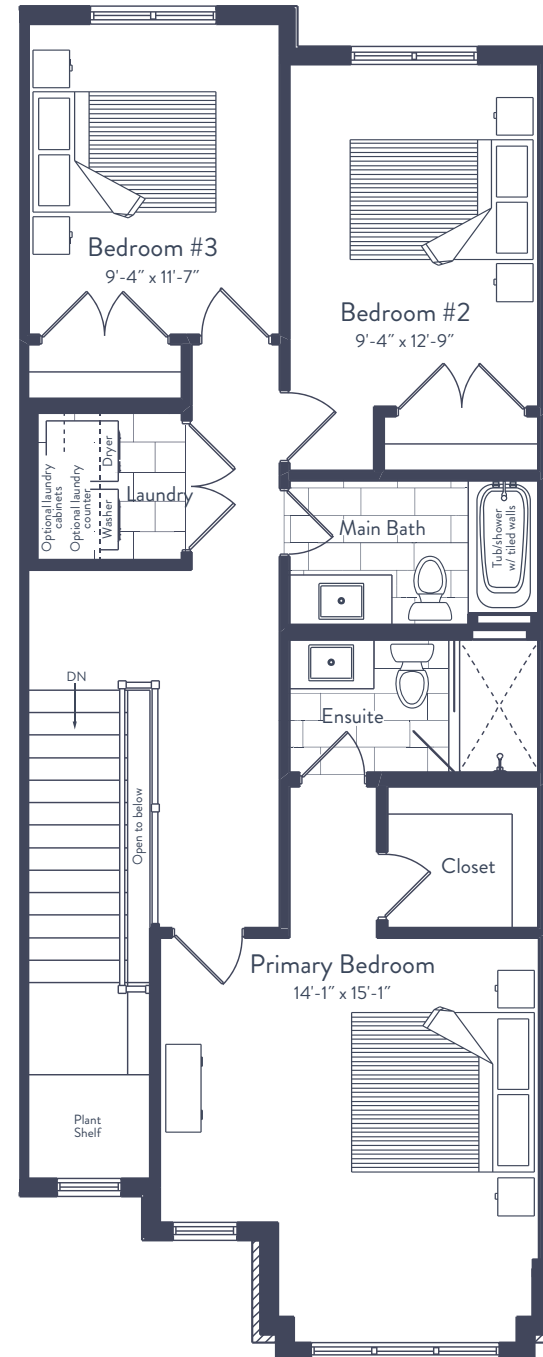 Bedroom #3
9'-4″ x 11'-7″
Bedroom #2
9'-4″ x 12'-9″
Optional laundry
cabinets
Optional laundry
counter
Dryer
Washer
Laundry
Main Bath
Tub/shower
w/ tiled walls
DN
Open to below
Ensuite
Closet
Primary Bedroom
14'-1″ x 15'-1″
Plant
Shelf